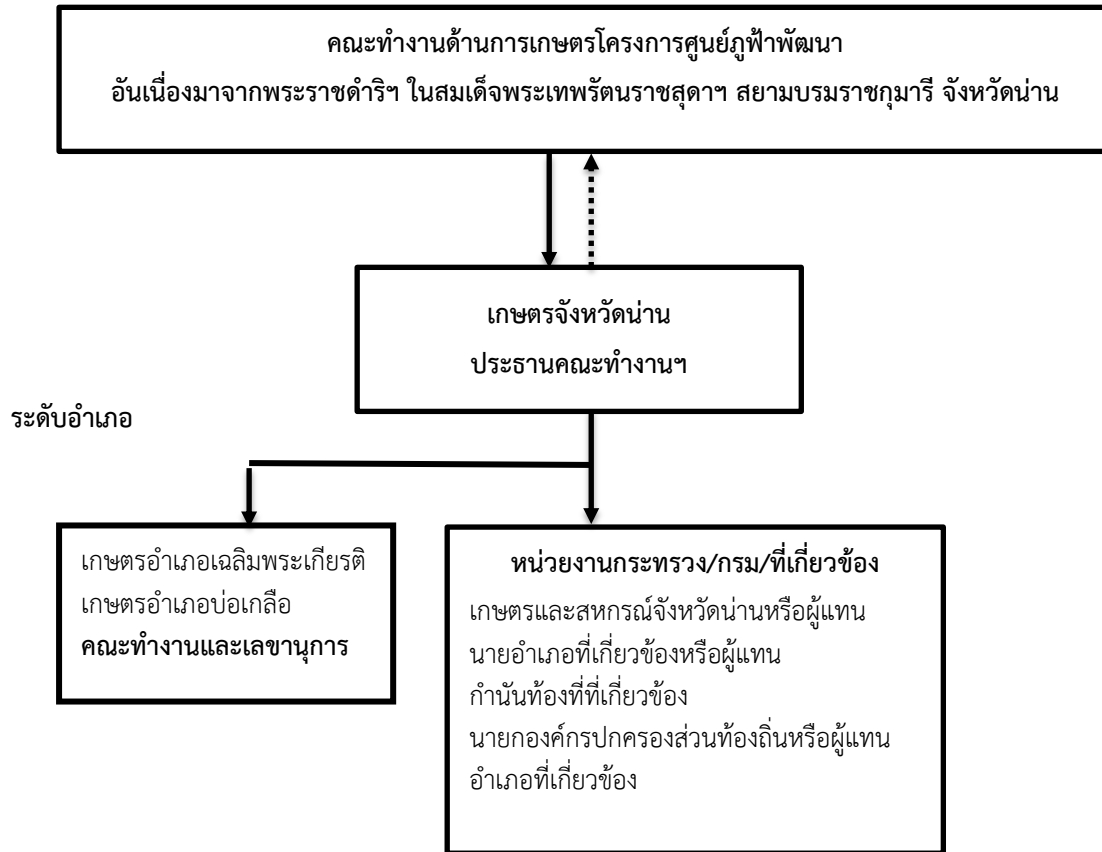 คณะทำงานด้านการเกษตรโครงการศูนย์ภูฟ้าพัฒนา
อันเนื่องมาจากพระราชดำริฯ ในสมเด็จพระเทพรัตนราชสุดาฯ สยามบรมราชกุมารี จังหวัดน่าน
เกษตรจังหวัดน่าน
ประธานคณะทำงานฯ
ระดับอำเภอ
เกษตรอำเภอเฉลิมพระเกียรติ
เกษตรอำเภอบ่อเกลือ
คณะทำงานและเลขานุการ
หน่วยงานกระทรวง/กรม/ที่เกี่ยวข้อง
เกษตรและสหกรณ์จังหวัดน่านหรือผู้แทน
นายอำเภอที่เกี่ยวข้องหรือผู้แทน
กำนันท้องที่ที่เกี่ยวข้อง
นายกองค์กรปกครองส่วนท้องถิ่นหรือผู้แทน
อำเภอที่เกี่ยวข้อง